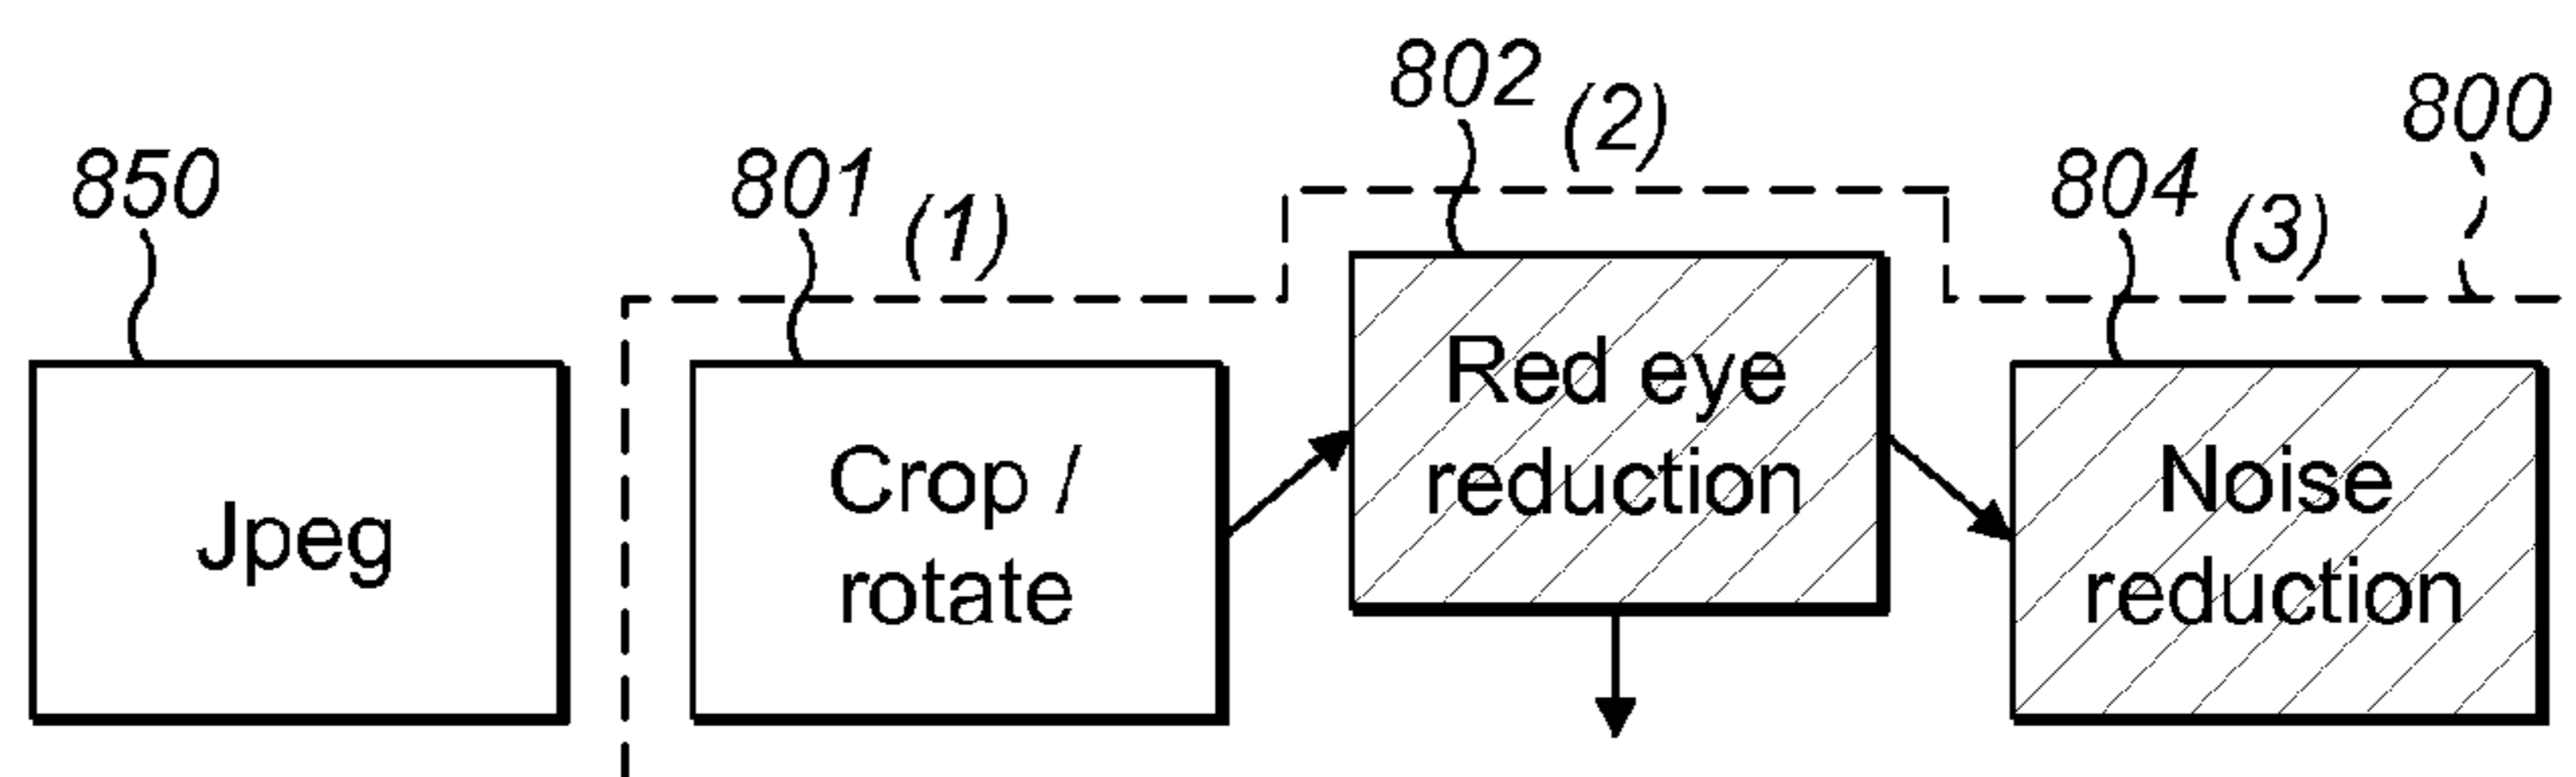 802 (2)
800
850
801 (1)
804 (3)
Jpeg
Crop /
rotate
Red eye
reduction
Noise
reduction